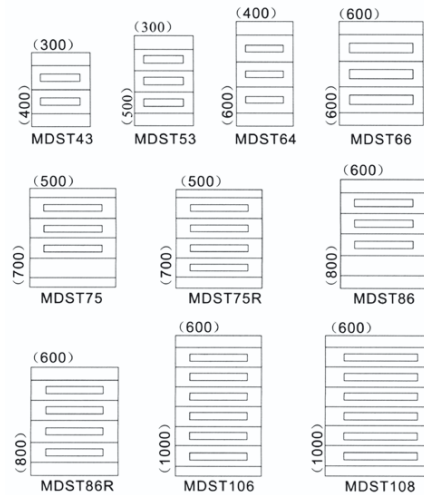 (300)
(400)
MDST43
(300)
(500)
MDST53
(400)
(600)
MDST64
(600)
(600)
MDST66
(500)
(700)
MDST75
(500)
(700)
MDST75R
(600)
(800)
MDST86
(600)
(800)
MDST86R
(600)
(1000)
MDST106
(600)
(1000)
MDST108